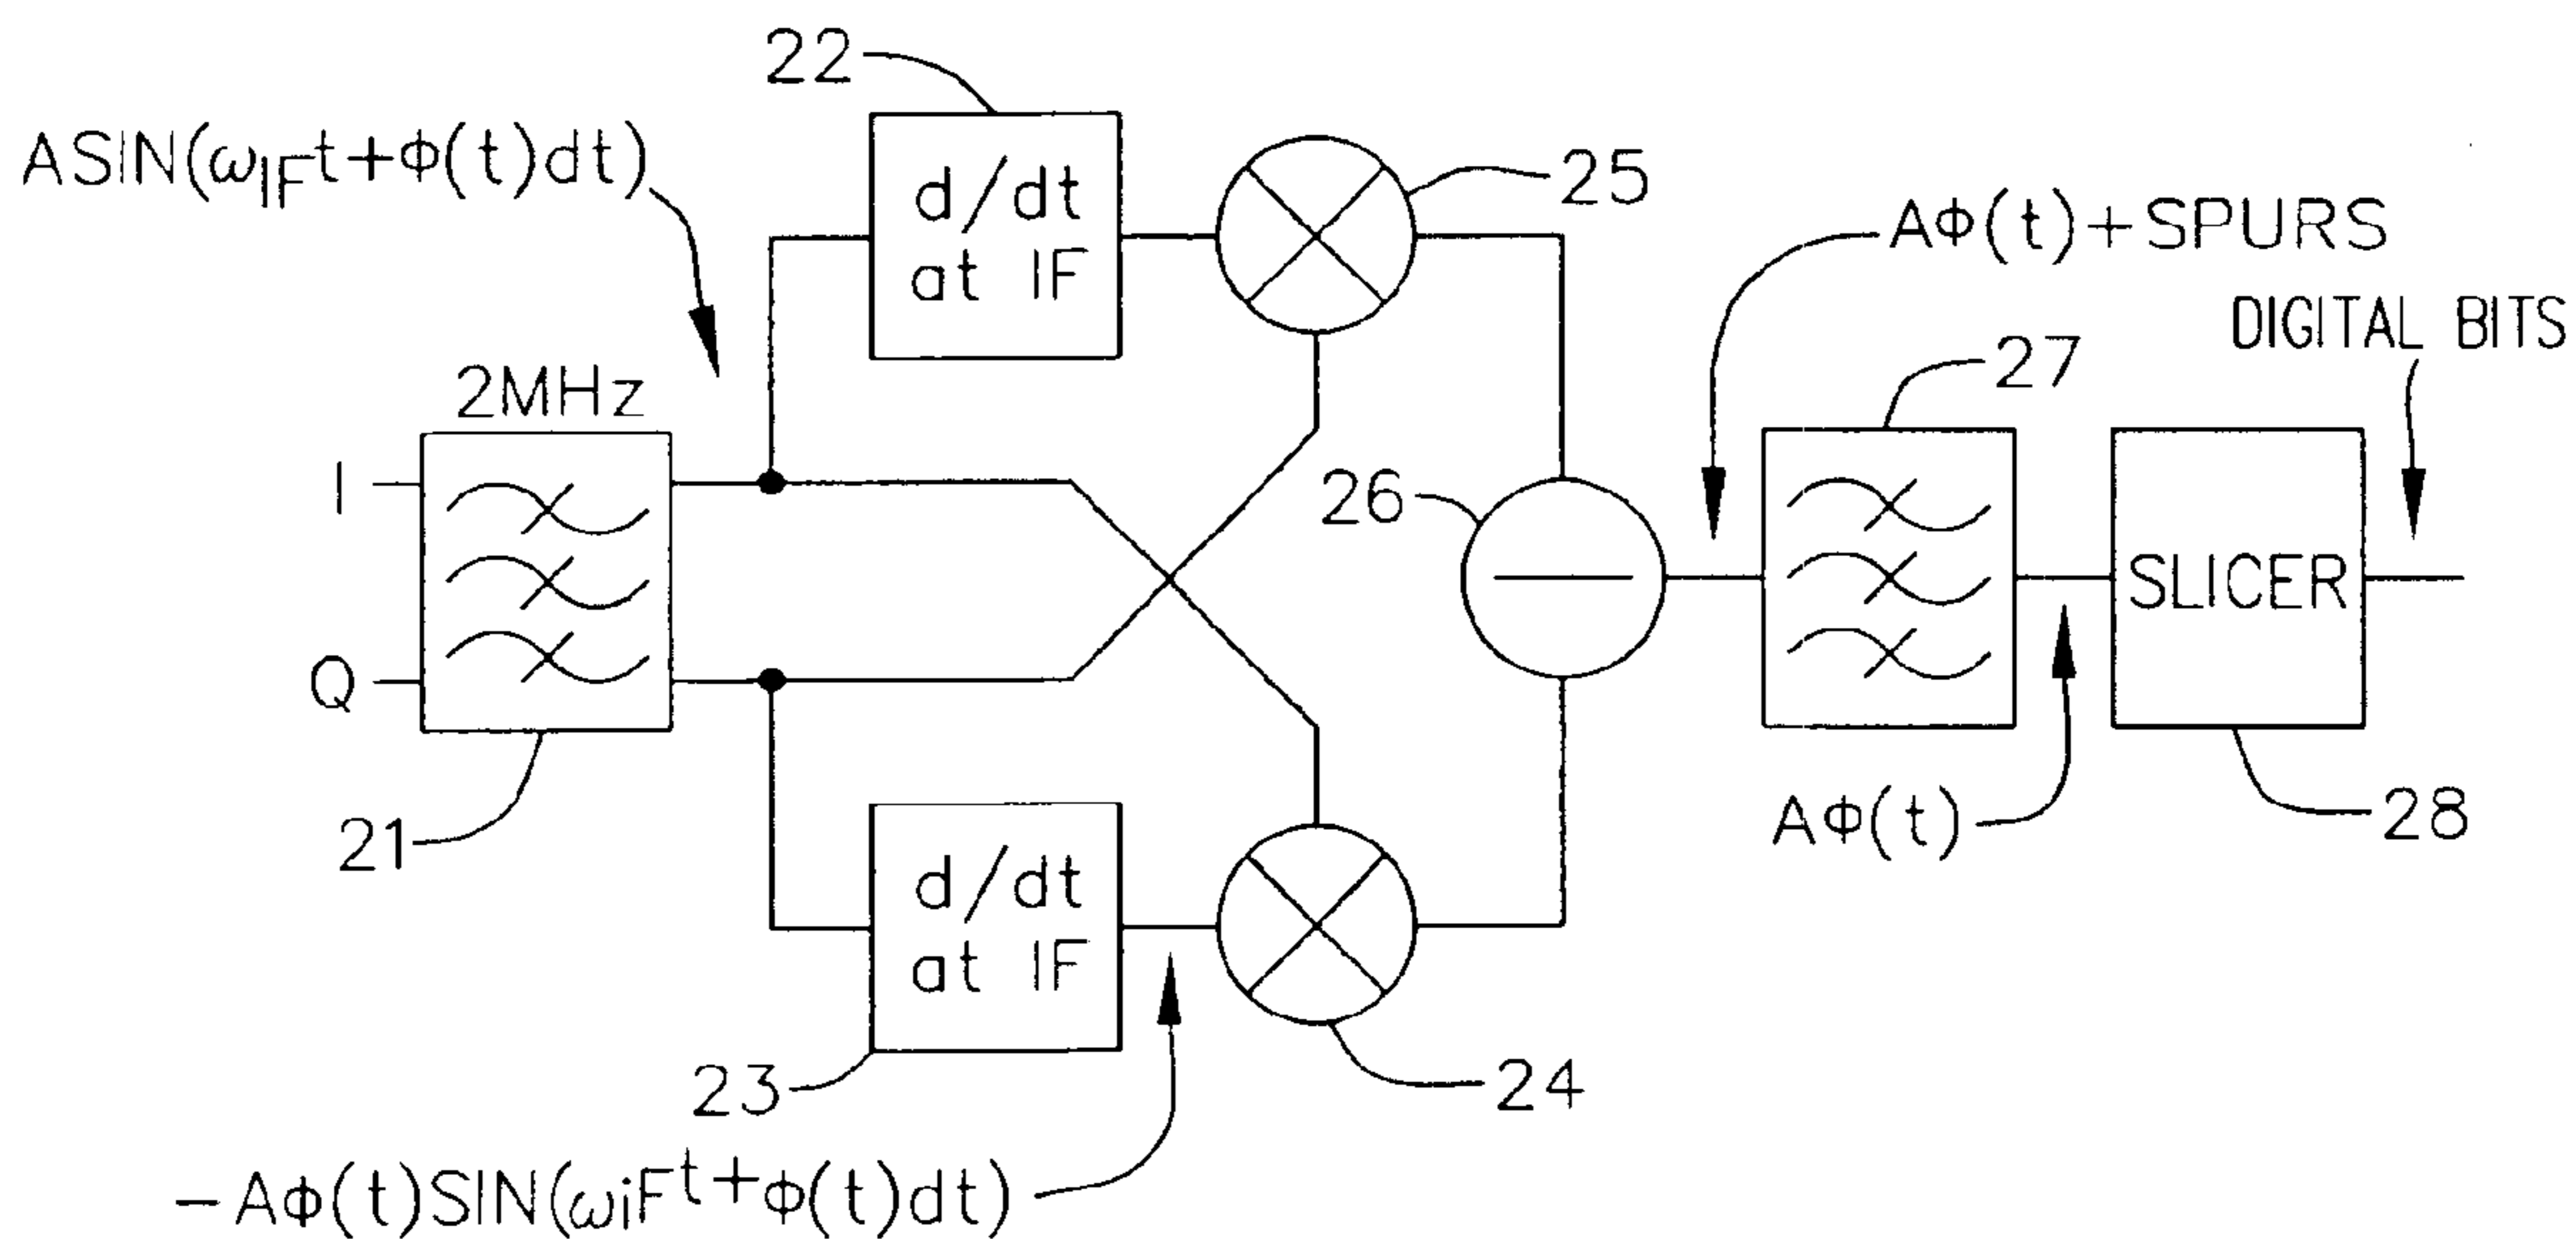 22
ASIN(ωIFt+Φ(t)dt)
d/dt
at IF
25
AΦ(t)+SPURS
DIGITAL BITS
2MHz
27
I
26
SLICER
Q
21
AΦ(t)
28
d/dt
at IF
23
24
-AΦ(t)SIN(ωiFt+Φ(t)dt)